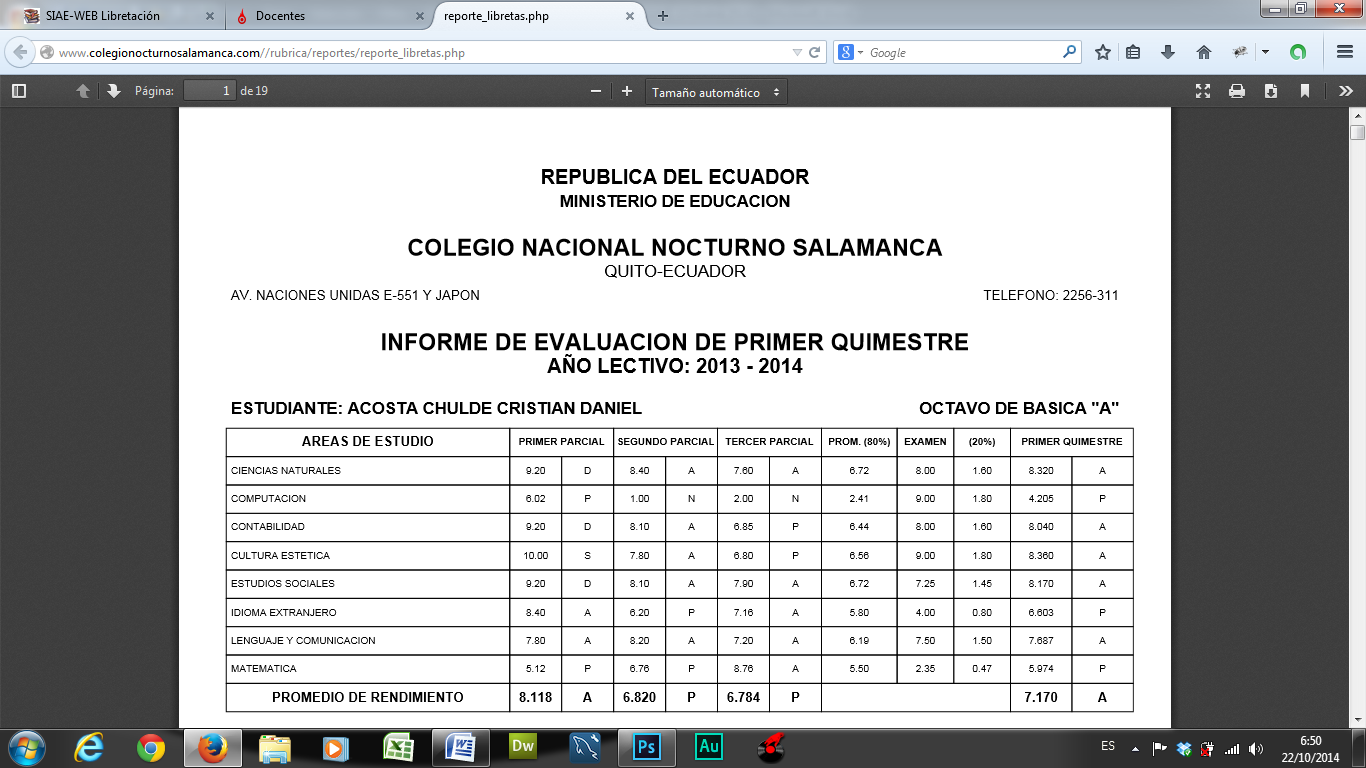 SIAE-WEB Libretación
Docentes
reporte_libretas.php
www.colegionocturnosalamanca.com//rubrica/reportes/reporte_libretas.php
Google
Página: 1 de 19
Tamaño automático
REPUBLICA DEL ECUADOR
MINISTERIO DE EDUCACION
COLEGIO NACIONAL NOCTURNO SALAMANCA
QUITO-ECUADOR
AV. NACIONES UNIDAS E-551 Y JAPON TELEFONO: 2256-311
INFORME DE EVALUACION DE PRIMER QUIMESTRE
AÑO LECTIVO: 2013 - 2014
ESTUDIANTE: ACOSTA CHULDE CRISTIAN DANIEL OCTAVO DE BASICA "A"
AREAS DE ESTUDIO PRIMER PARCIAL SEGUNDO PARCIAL TERCER PARCIAL PROM. (80%) EXAMEN (20%) PRIMER QUIMESTRE
CIENCIAS NATURALES 9.20 D 8.40 A 7.60 A 6.72 8.00 1.60 8.320 A
COMPUTACION 6.02 P 1.00 N 2.00 N 2.41 9.00 1.80 4.205 P
CONTABILIDAD 9.20 D 8.10 A 6.85 P 6.44 8.00 1.60 8.040 A
CULTURA ESTETICA 10.00 S 7.80 A 6.80 P 6.56 9.00 1.80 8.360 A
ESTUDIOS SOCIALES 9.20 D 8.10 A 7.90 A 6.72 7.25 1.45 8.170 A
IDIOMA EXTRANJERO 8.40 A 6.20 P 7.16 A 5.80 4.00 0.80 6.603 P
LENGUAJE Y COMUNICACION 7.80 A 8.20 A 7.20 A 6.19 7.50 1.50 7.687 A
MATEMATICA 5.12 P 6.76 P 8.76 A 5.50 2.35 0.47 5.974 P
PROMEDIO DE RENDIMIENTO 8.118 A 6.820 P 6.784 P 7.170 A
Dw
Ps
Au
ES
6:50
22/10/2014